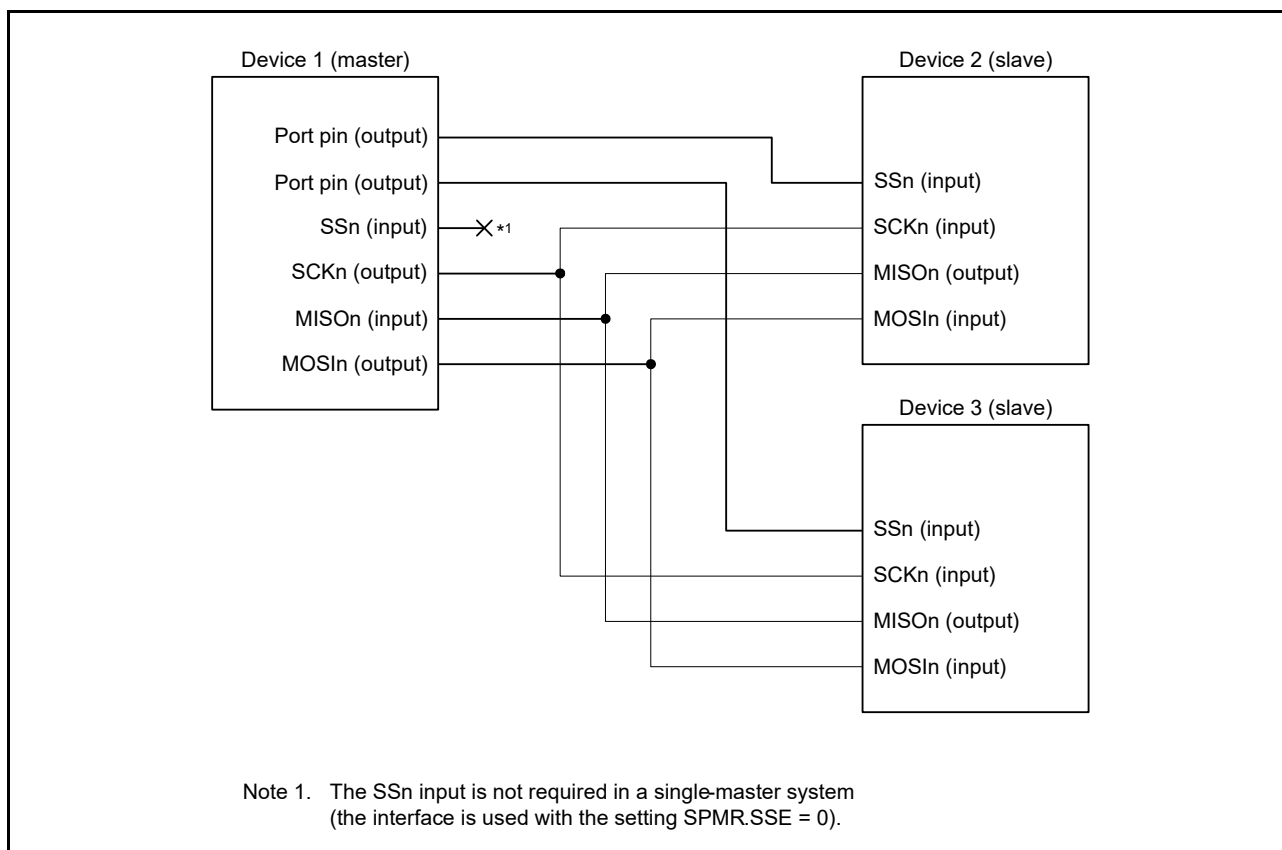 Device 1 (master)
Port pin (output)
Port pin (output)
SSn (input)
*1
SCKn (output)
MISOn (input)
MOSIn (output)
Device 2 (slave)
SSn (input)
SCKn (input)
MISOn (output)
MOSIn (input)
Device 3 (slave)
SSn (input)
SCKn (input)
MISOn (output)
MOSIn (input)
Note 1. The SSn input is not required in a single-master system
(the interface is used with the setting SPMR.SSE = 0).